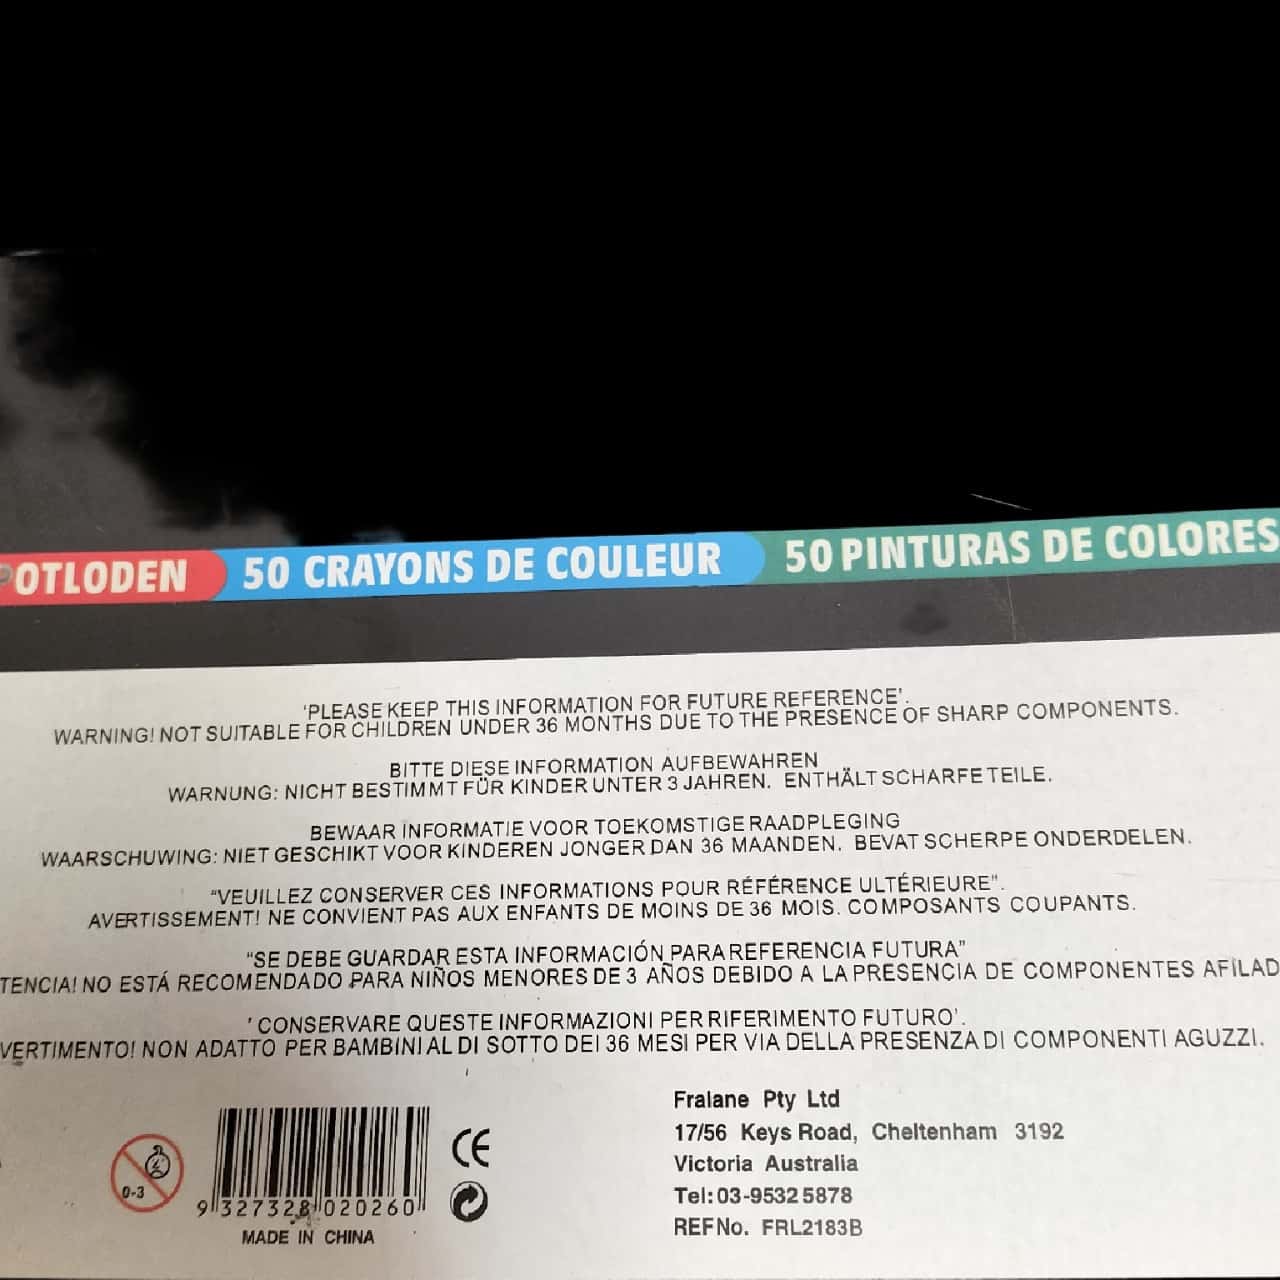 POTLODEN
50 CRAYONS DE COULEUR
50 PINTURAS DE COLORES
'PLEASE KEEP THIS INFORMATION FOR FUTURE REFERENCE'.
WARNING! NOT SUITABLE FOR CHILDREN UNDER 36 MONTHS DUE TO THE PRESENCE OF SHARP COMPONENTS.
BITTE DIESE INFORMATION AUFBEWAHREN
WARNUNG: NICHT BESTIMMT FÜR KINDER UNTER 3 JAHREN. ENTHÄLT SCHARFE TEILE.
BEWAAR INFORMATIE VOOR TOEKOMSTIGE RAADPLEGING
WAARSCHUWING: NIET GESCHIKT VOOR KINDEREN JONGER DAN 36 MAANDEN. BEVAT SCHERPE ONDERDELEN.
"VEUILLEZ CONSERVER CES INFORMATIONS POUR RÉFÉRENCE ULTÉRIEURE".
AVERTISSEMENT! NE CONVIENT PAS AUX ENFANTS DE MOINS DE 36 MOIS. COMPOSANTS COUPANTS.
"SE DEBE GUARDAR ESTA INFORMACIÓN PARA REFERENCIA FUTURA"
TENCIA! NO ESTÁ RECOMENDADO PARA NIÑOS MENORES DE 3 AÑOS DEBIDO A LA PRESENCIA DE COMPONENTES AFILAD
'CONSERVARE QUESTE INFORMAZIONI PER RIFERIMENTO FUTURO'.
VERTIMENTO! NON ADATTO PER BAMBINI AL DI SOTTO DEI 36 MESI PER VIA DELLA PRESENZA DI COMPONENTI AGUZZI.
0-3
9 327328 020260
MADE IN CHINA
CE
Fralane Pty Ltd
17/56 Keys Road, Cheltenham 3192
Victoria Australia
Tel: 03-9532 5878
REF No. FRL2183B